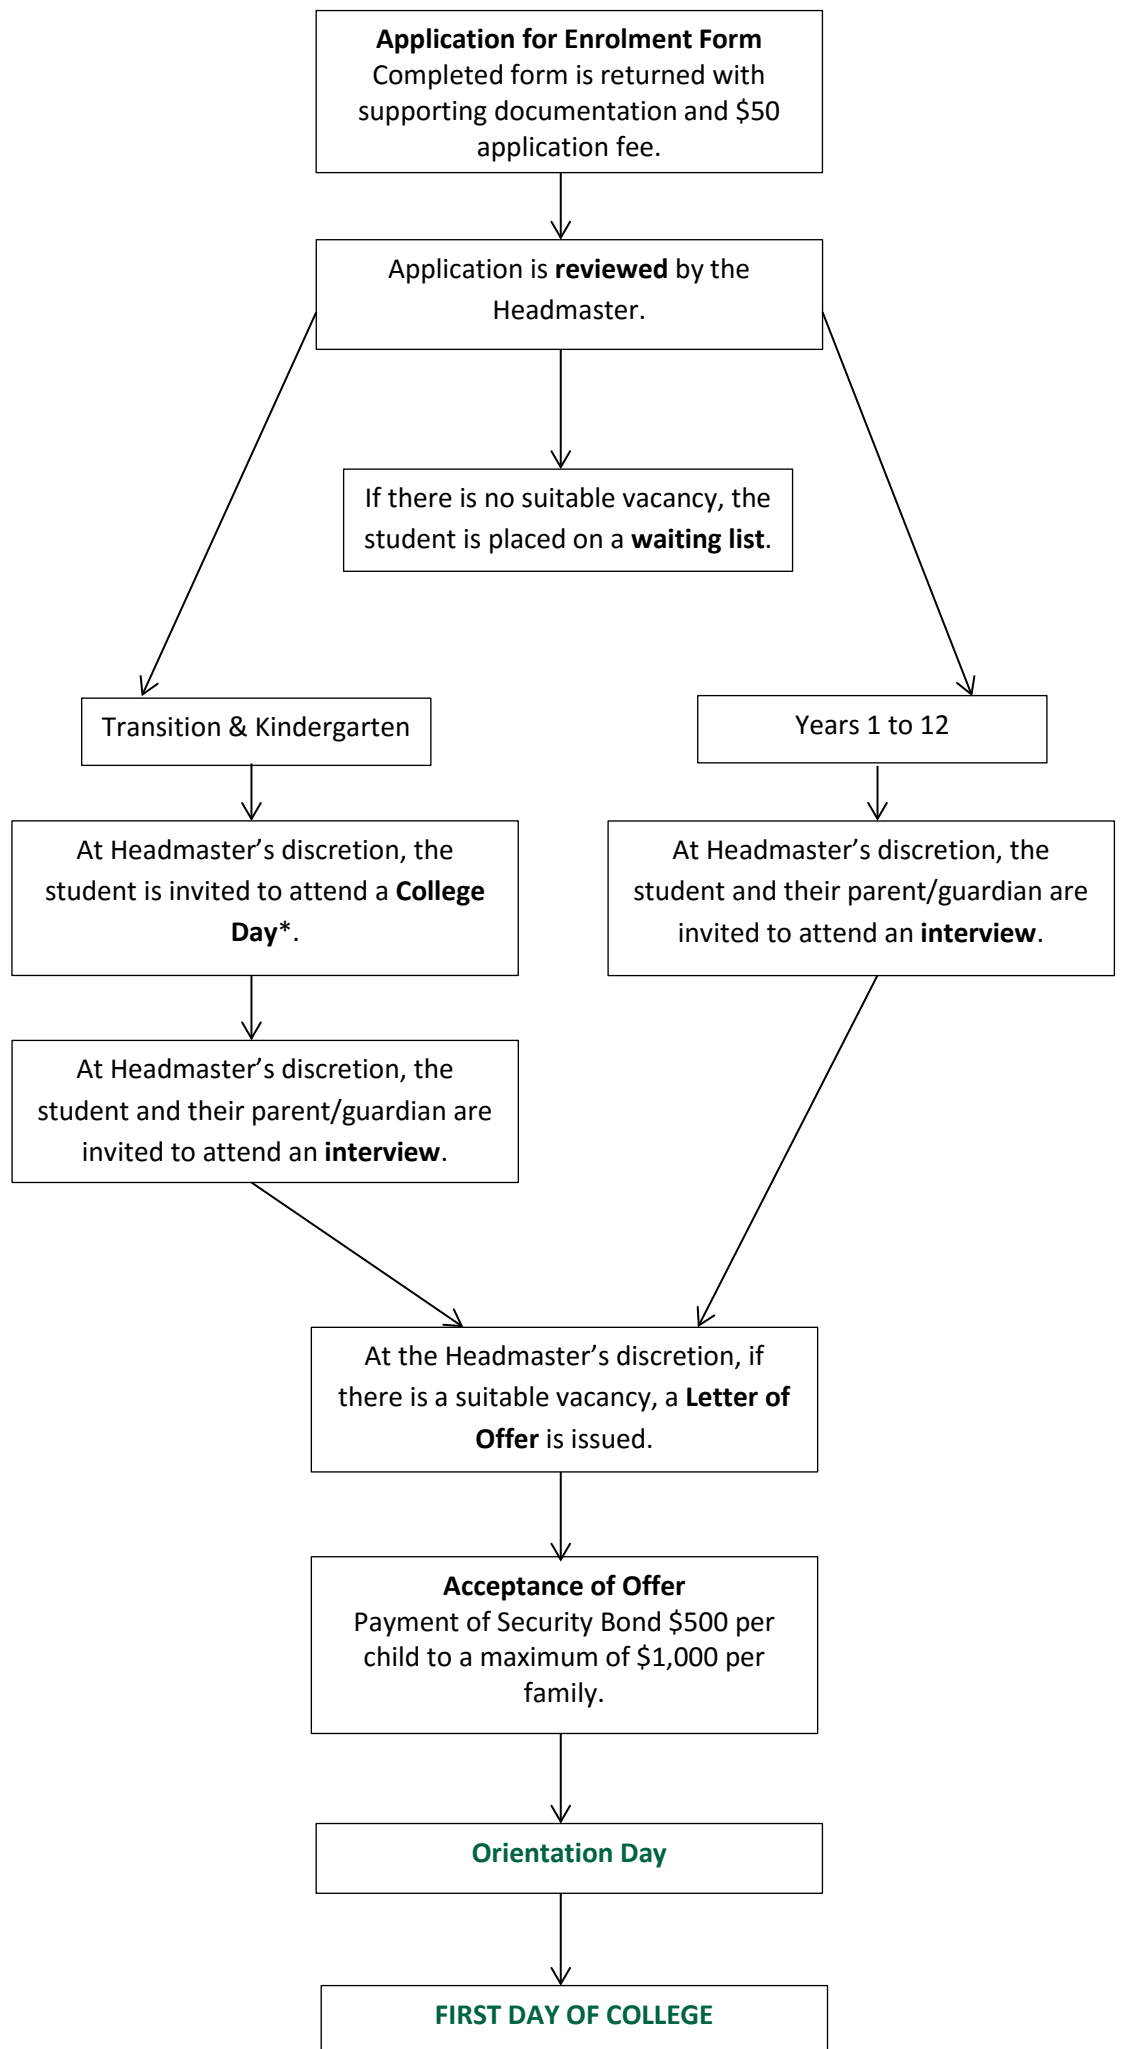 Application for Enrolment Form
Completed form is returned with
supporting documentation and $50
application fee.
Application is reviewed by the
Headmaster.
If there is no suitable vacancy, the
student is placed on a waiting list.
Transition & Kindergarten
At Headmaster’s discretion, the
student is invited to attend a College
Day*.
At Headmaster’s discretion, the
student and their parent/guardian are
invited to attend an interview.
Years 1 to 12
At Headmaster’s discretion, the
student and their parent/guardian are
invited to attend an interview.
At the Headmaster’s discretion, if
there is a suitable vacancy, a Letter of
Offer is issued.
Acceptance of Offer
Payment of Security Bond $500 per
child to a maximum of $1,000 per
family.
Orientation Day
FIRST DAY OF COLLEGE